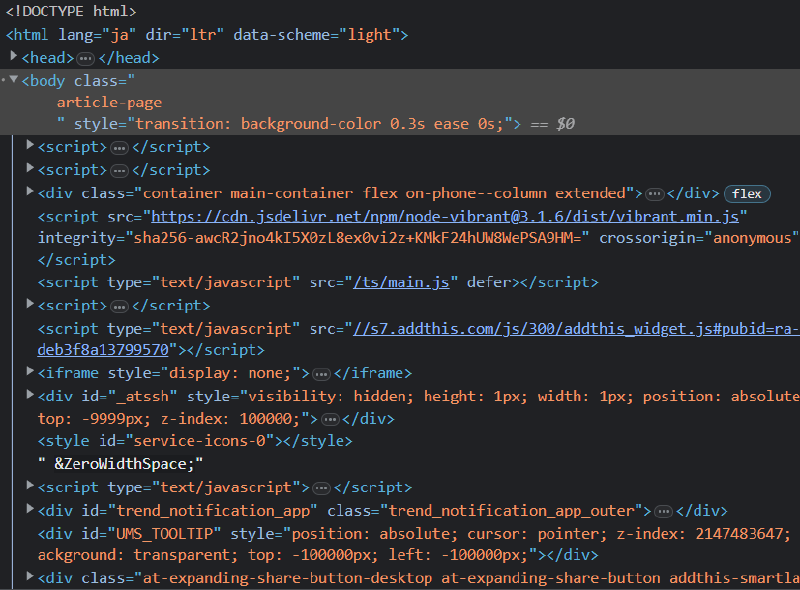 <!DOCTYPE html>
<html lang="ja" dir="ltr" data-scheme="light">
<head>…</head>
<body class="
article-page
" style="transition: background-color 0.3s ease 0s;"> == $0
<script>…</script>
<script>…</script>
<div class="container main-container flex on-phone--column extended">…</div> flex
<script src="https://cdn.jsdelivr.net/npm/node-vibrant@3.1.6/dist/vibrant.min.js"
integrity="sha256-awcR2jno4kI5X0zL8ex0vi2z+KMkF24hUW8WePSA9HM=" crossorigin="anonymous"
</script>
<script type="text/javascript" src="/ts/main.js" defer></script>
<script>…</script>
<script type="text/javascript" src="//s7.addthis.com/js/300/addthis_widget.js#pubid=ra-
deb3f8a13799570"></script>
<iframe style="display: none;">…</iframe>
<div id="_atssh" style="visibility: hidden; height: 1px; width: 1px; position: absolute
top: -9999px; z-index: 100000;">…</div>
<style id="service-icons-0"></style>
" &ZeroWidthSpace;"
<script type="text/javascript">…</script>
<div id="trend_notification_app" class="trend_notification_app_outer">…</div>
<div id="UMS_TOOLTIP" style="position: absolute; cursor: pointer; z-index: 2147483647;
ackground: transparent; top: -100000px; left: -100000px;"></div>
<div class="at-expanding-share-button-desktop at-expanding-share-button addthis-smartla